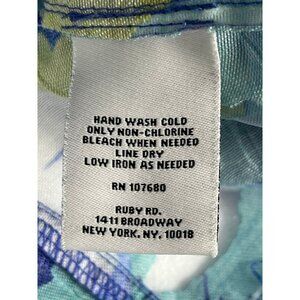 HAND WASH COLD
ONLY NON-CHLORINE
BLEACH WHEN NEEDED
LINE DRY
LOW IRON AS NEEDED
RN 107680
RUBY RD.
1411 BROADWAY
NEW YORK, NY. 10018